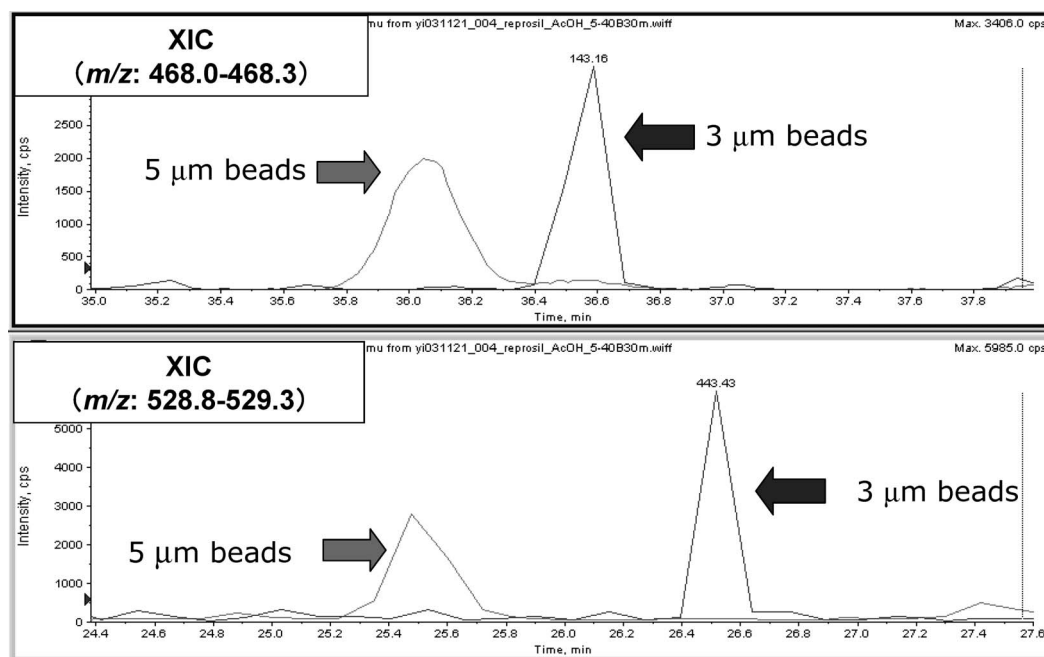 XIC
（m/z: 468.0-468.3）
mu from yi031121_004_reprosil_AcOH_5-40B30m.wiff
Max. 3406.0 cps
143.16
3 μm beads
5 μm beads
Intensity, cps
2500
2000
1500
1000
500
0
35.0 35.2 35.4 35.6 35.8 36.0 36.2 36.4 36.6 36.8 37.0 37.2 37.4 37.6 37.8
Time, min
XIC
（m/z: 528.8-529.3）
mu from yi031121_004_reprosil_AcOH_5-40B30m.wiff
Max. 5985.0 cps
443.43
3 μm beads
5 μm beads
Intensity, cps
5000
4000
3000
2000
1000
0
24.4 24.6 24.8 25.0 25.2 25.4 25.6 25.8 26.0 26.2 26.4 26.6 26.8 27.0 27.2 27.4 27.6
Time, min